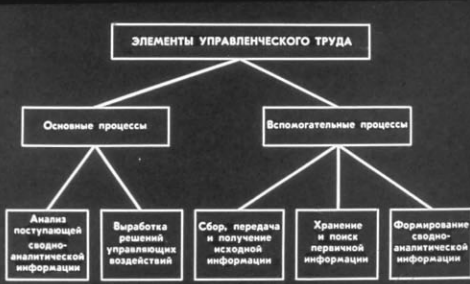 ЭЛЕМЕНТЫ УПРАВЛЕНЧЕСКОГО ТРУДА
Основные процессы
Вспомогательные процессы
Анализ
поступающей
сводно-
аналитической
информации
Выработка
решений
управляющих
воздействий
Сбор, передача
и получение
исходной
информации
Хранение
и поиск
первичной
информации
Формирование
сводно-
аналитической
информации